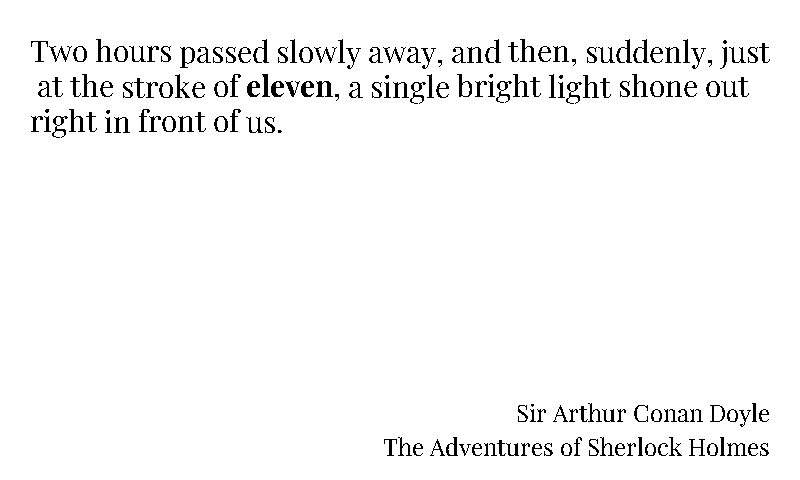 Two hours passed slowly away, and then, suddenly, just
at the stroke of eleven, a single bright light shone out
right in front of us.
Sir Arthur Conan Doyle
The Adventures of Sherlock Holmes